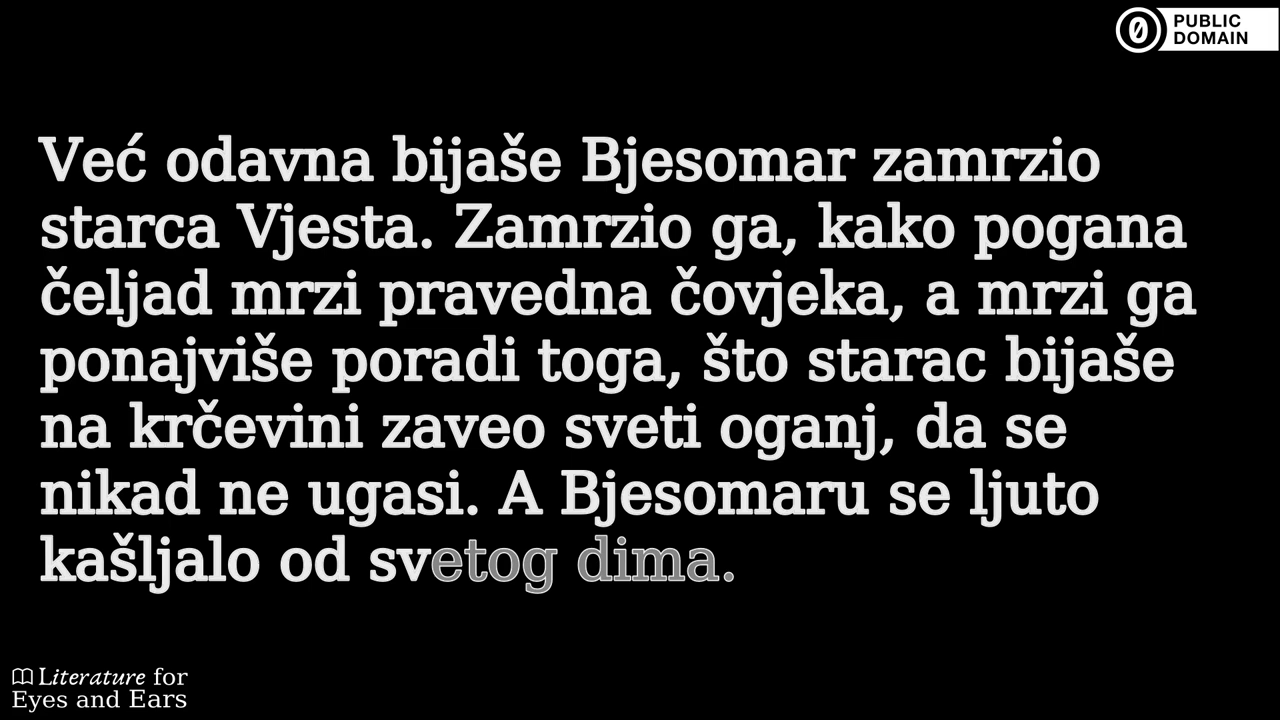 PUBLIC
DOMAIN
Već odavna bijaše Bjesomar zamrzio
starca Vjesta. Zamrzio ga, kako pogana
čeljad mrzi pravedna čovjeka, a mrzi ga
ponajviše poradi toga, što starac bijaše
na krčevini zaveo sveti oganj, da se
nikad ne ugasi. A Bjesomaru se ljuto
kašljalo od svetog dima.
Literature for
Eyes and Ears